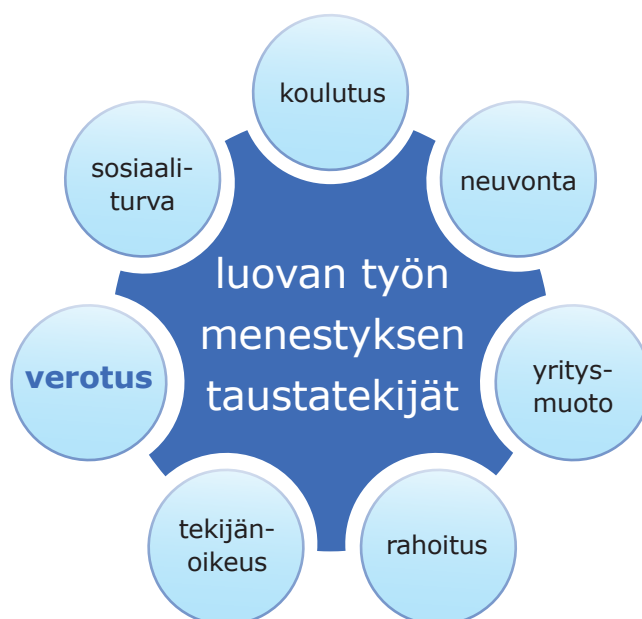 koulutus
neuvonta
yritys-
muoto
rahoitus
tekijän-
oikeus
verotus
sosiaali-
turva
luovan työn
menestyksen
taustatekijät